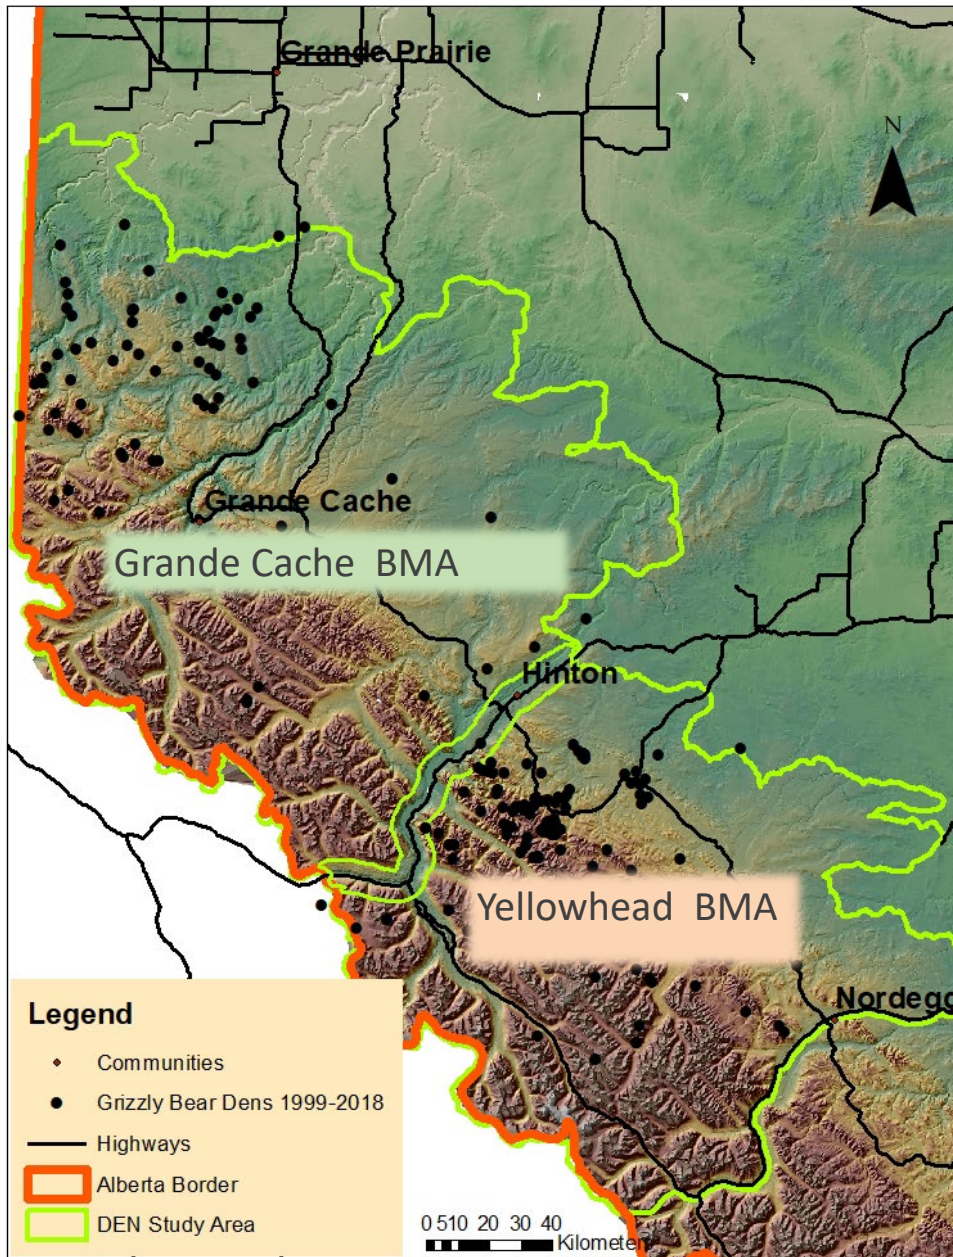 Grande Prairie
N
Grande Cache
Grande Cache BMA
Hinton
Yellowhead BMA
Nordegg
Legend
Communities
Grizzly Bear Dens 1999-2018
Highways
Alberta Border
DEN Study Area
0 510 20 30 40
Kilometer